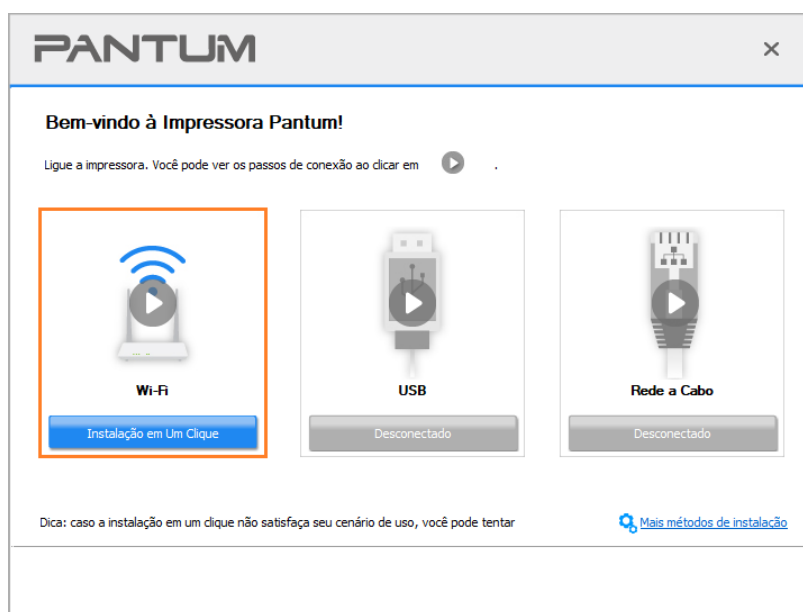 PANTUM
Bem-vindo à Impressora Pantum!
Ligue a impressora. Você pode ver os passos de conexão ao clicar em .
Wi-Fi
Instalação em Um Clique
USB
Desconectado
Rede a Cabo
Desconectado
Dica: caso a instalação em um clique não satisfaça seu cenário de uso, você pode tentar
Mais métodos de instalação